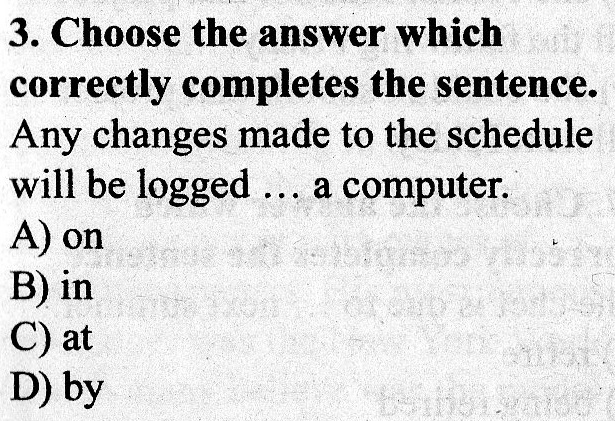 3. Choose the answer which
correctly completes the sentence.
Any changes made to the schedule
will be logged ... a computer.
A) on
B) in
C) at
D) by